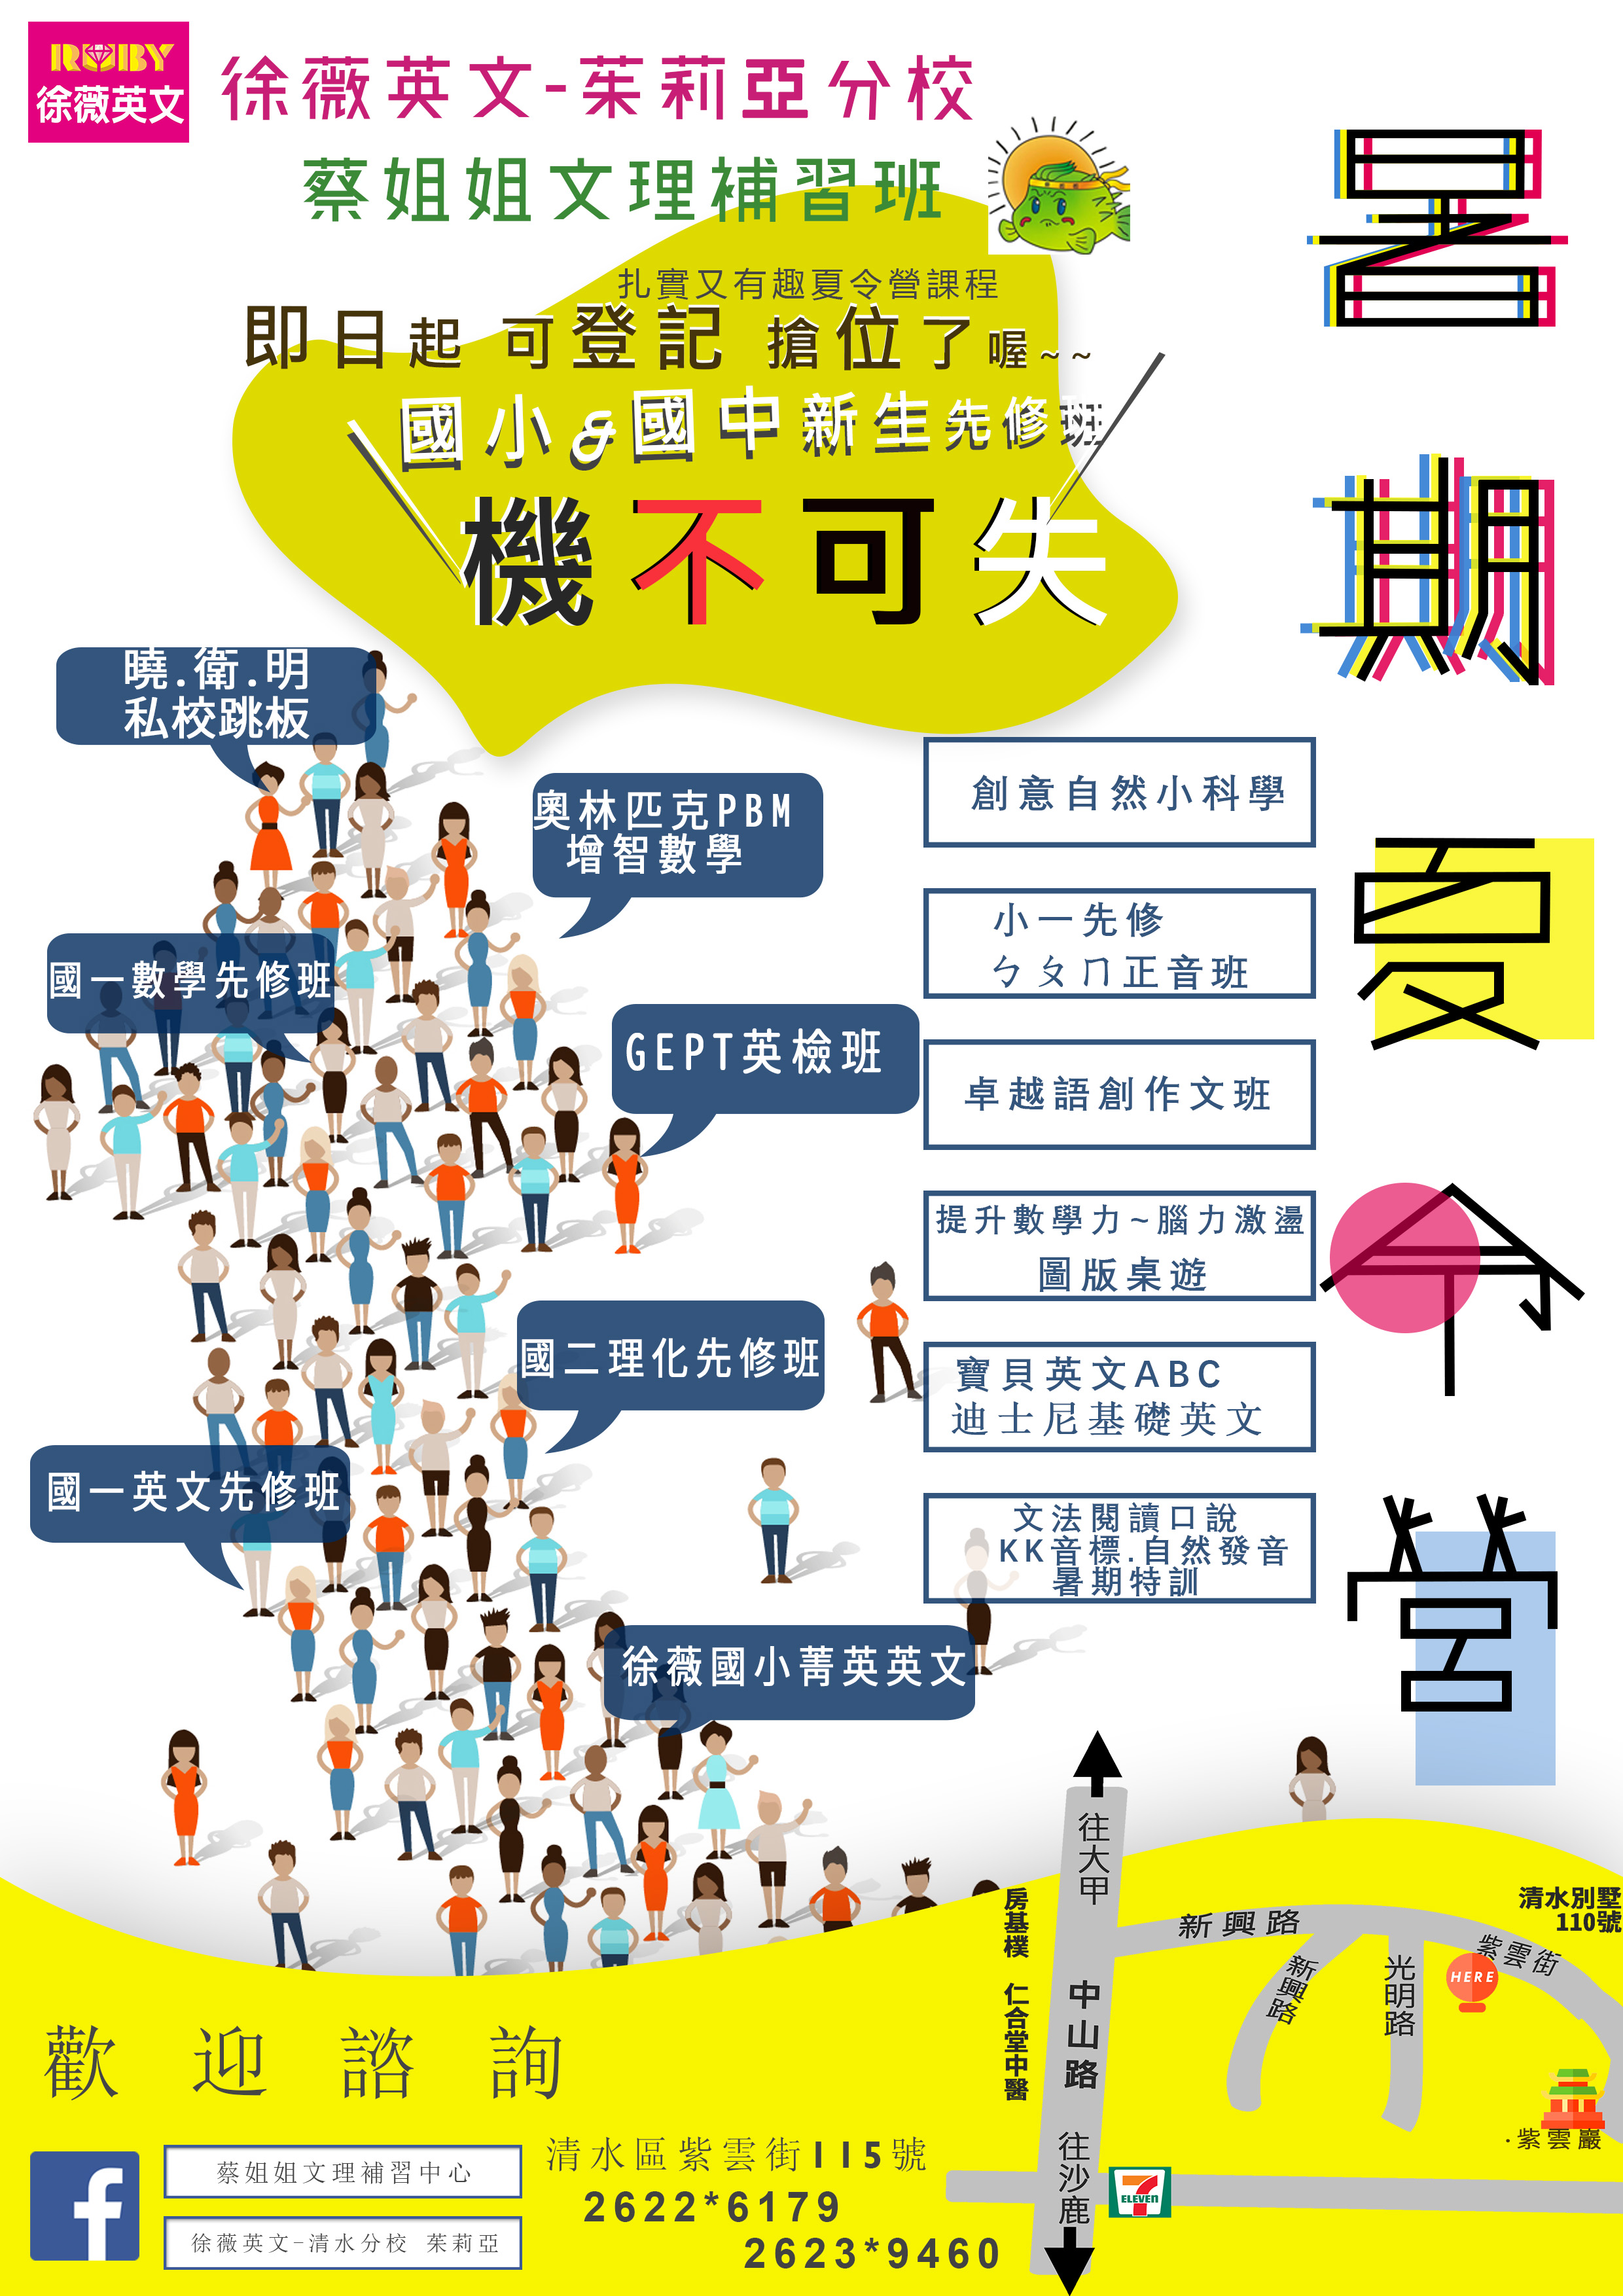 RUBY
徐薇英文
徐薇英文-茱莉亞分校
蔡姐姐文理補習班
扎實又有趣夏令營課程
即日起 可登記 搶位了喔~~
國小&國中新生先修班
機不可失
暑期夏令營
曉.衛.明
私校跳板
奧林匹克PBM
增智數學
國一數學先修班
GEPT英檢班
國二理化先修班
國一英文先修班
徐薇國小菁英英文
創意自然小科學
小一先修
ㄅㄆㄇ正音班
卓越語創作文班
提升數學力~腦力激盪
圖版桌遊
寶貝英文ABC
迪士尼基礎英文
文法閱讀口說
KK音標.自然發音
暑期特訓
往大甲
房基樸 仁合堂中醫
中山路
往沙鹿
新興路
新興路
光明路
紫雲街
清水別墅
110號
HERE
·紫雲巖
7
ELEVEn
歡迎諮詢
蔡姐姐文理補習中心
徐薇英文-清水分校 茱莉亞
清水區紫雲街115號
2622*6179
2623*9460